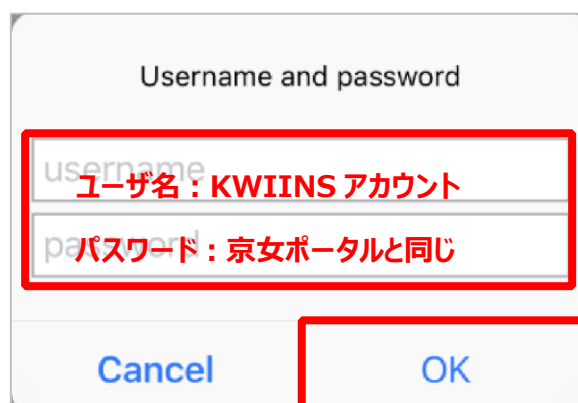 Username and password
username
ユーザ名：KWIINS アカウント
password
パスワード：京女ポータルと同じ
Cancel
OK